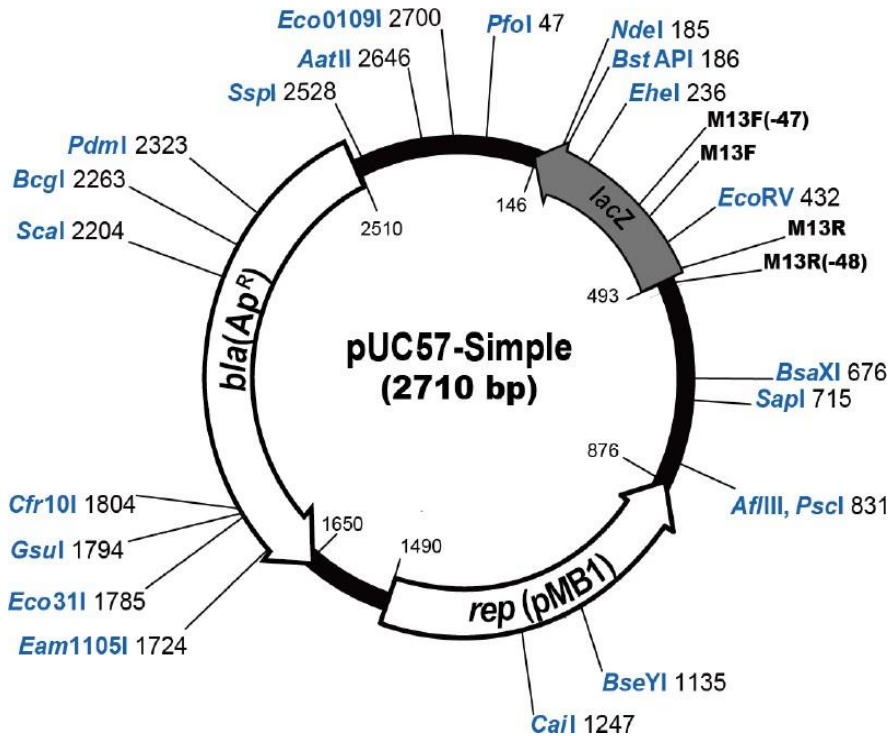 Eco0109I 2700
PfoI 47
NdeI 185
AatII 2646
BstAPI 186
SspI 2528
EheI 236
M13F(-47)
PdmI 2323
M13F
BcgI 2263
146
lacZ
EcoRV 432
ScaI 2204
2510
M13R
M13R(-48)
493
bla(ApR)
pUC57-Simple
(2710 bp)
BsaXI 676
SapI 715
876
Cfr10I 1804
AflIII, PscI 831
GsuI 1794
1650
1490
Eco31I 1785
rep (pMB1)
Eam1105I 1724
BseYI 1135
CaiI 1247